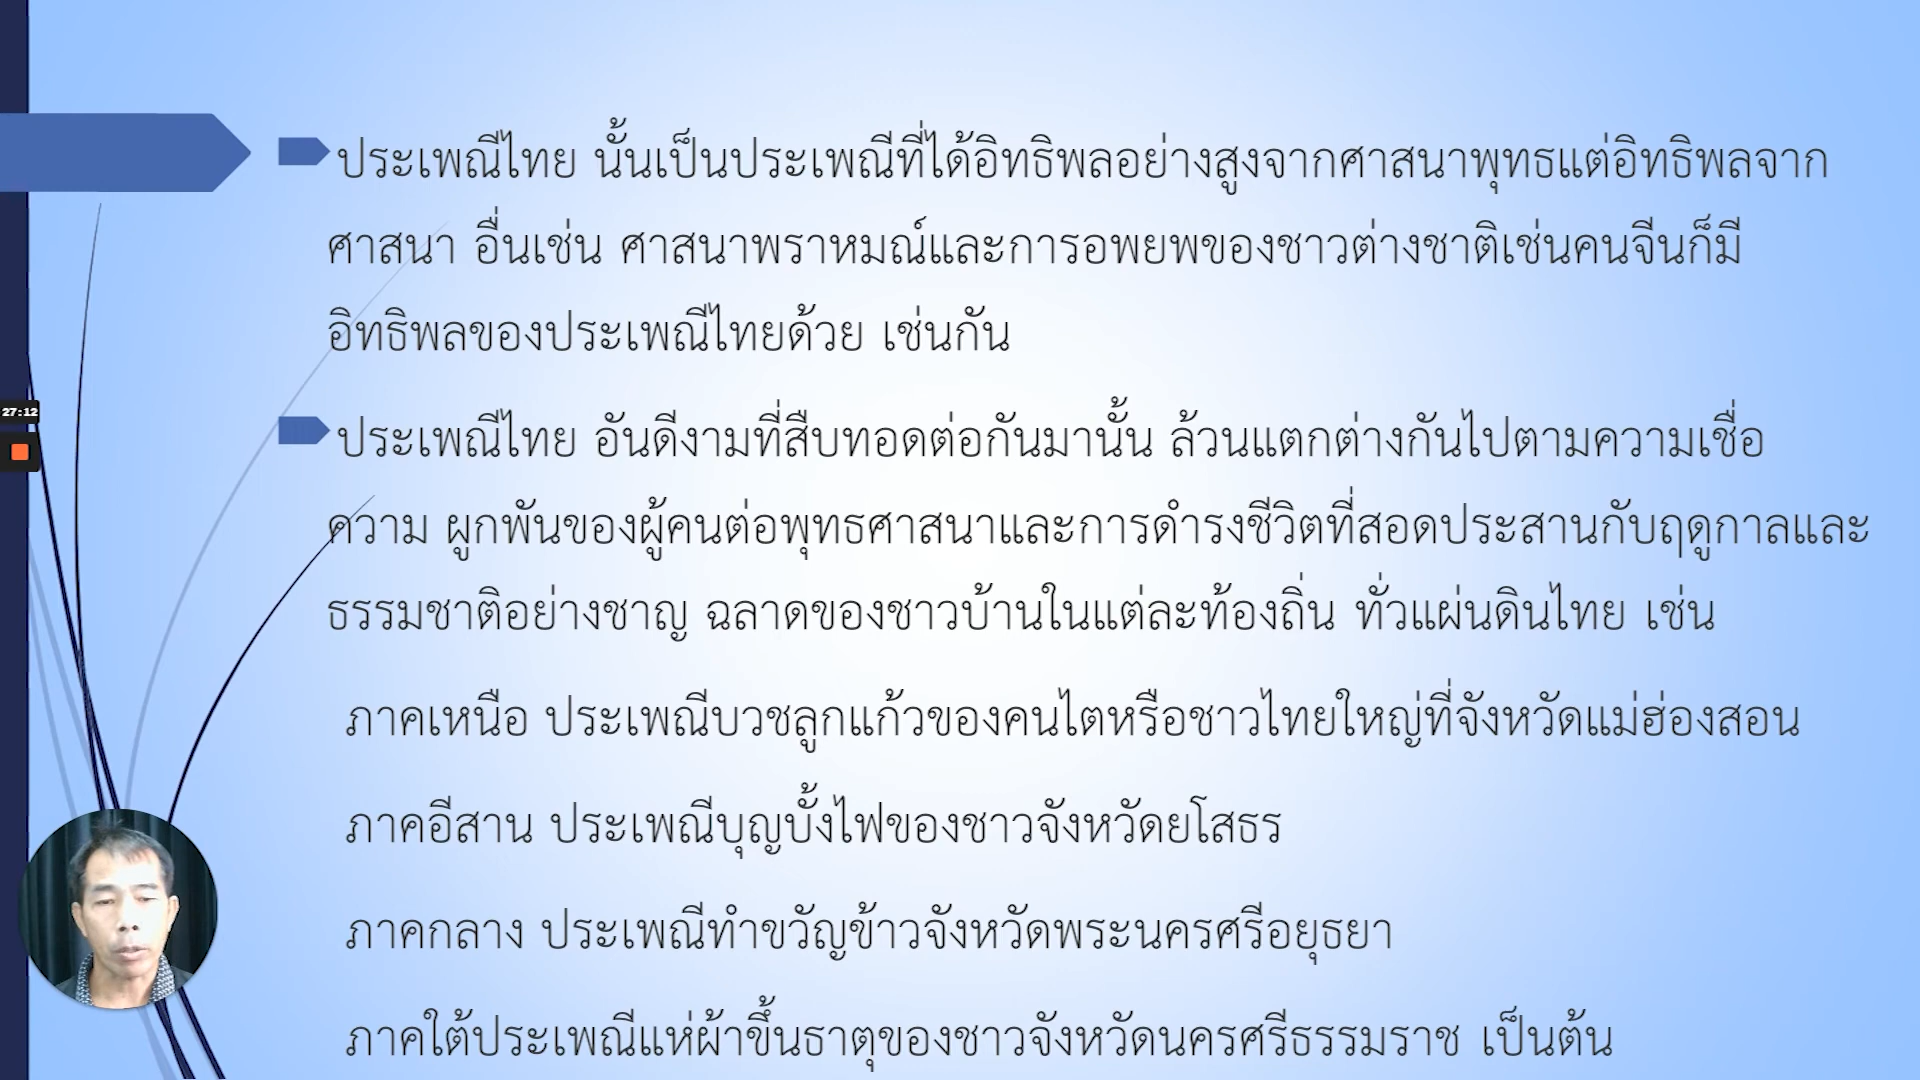 ประเพณีไทย นั้นเป็นประเพณีที่ได้อิทธิพลอย่างสูงจากศาสนาพุทธแต่อิทธิพลจาก
ศาสนา อื่นเช่น ศาสนาพราหมณ์และการอพยพของชาวต่างชาติเช่นคนจีนก็มี
อิทธิพลของประเพณีไทยด้วย เช่นกัน
27:12
ประเพณีไทย อันดีงามที่สืบทอดต่อกันมานั้น ล้วนแตกต่างกันไปตามความเชื่อ
ความ ผูกพันของผู้คนต่อพุทธศาสนาและการดำรงชีวิตที่สอดประสานกับฤดูกาลและ
ธรรมชาติอย่างชาญ ฉลาดของชาวบ้านในแต่ละท้องถิ่น ทั่วแผ่นดินไทย เช่น
ภาคเหนือ ประเพณีบวชลูกแก้วของคนไตหรือชาวไทยใหญ่ที่จังหวัดแม่ฮ่องสอน
ภาคอีสาน ประเพณีบุญบั้งไฟของชาวจังหวัดยโสธร
ภาคกลาง ประเพณีทำขวัญข้าวจังหวัดพระนครศรีอยุธยา
ภาคใต้ประเพณีแห่ผ้าขึ้นธาตุของชาวจังหวัดนครศรีธรรมราช เป็นต้น